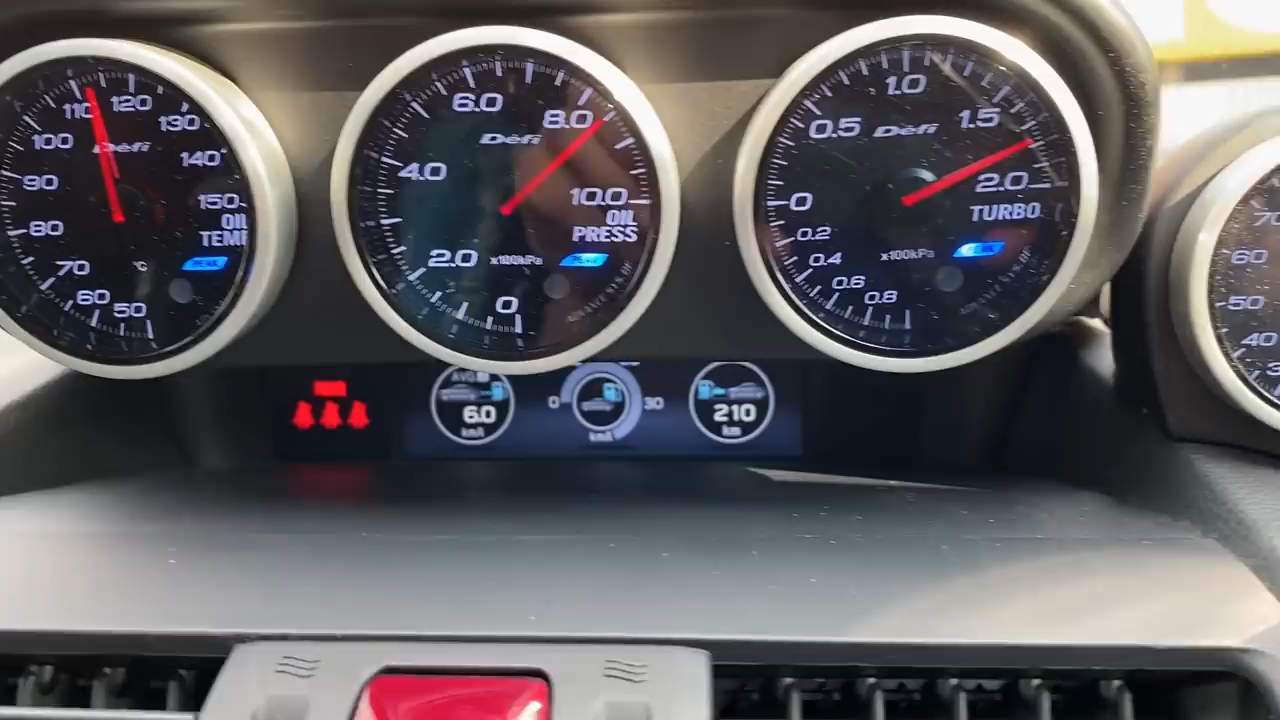 110 120
100 130
Defi
90 140
80 150
OIL
TEMP
70 °C PEAK
60 50
6.0 8.0
Defi
4.0 10.0
OIL
PRESS
2.0 x100kPa PEAK
0
1.0
0.5 Defi 1.5
0 2.0
TURBO
0.2
0.4 x100kPa PEAK
0.6
0.8
70
60
50
40
AVG
6.0
km/l
0 30
km/l
210
km